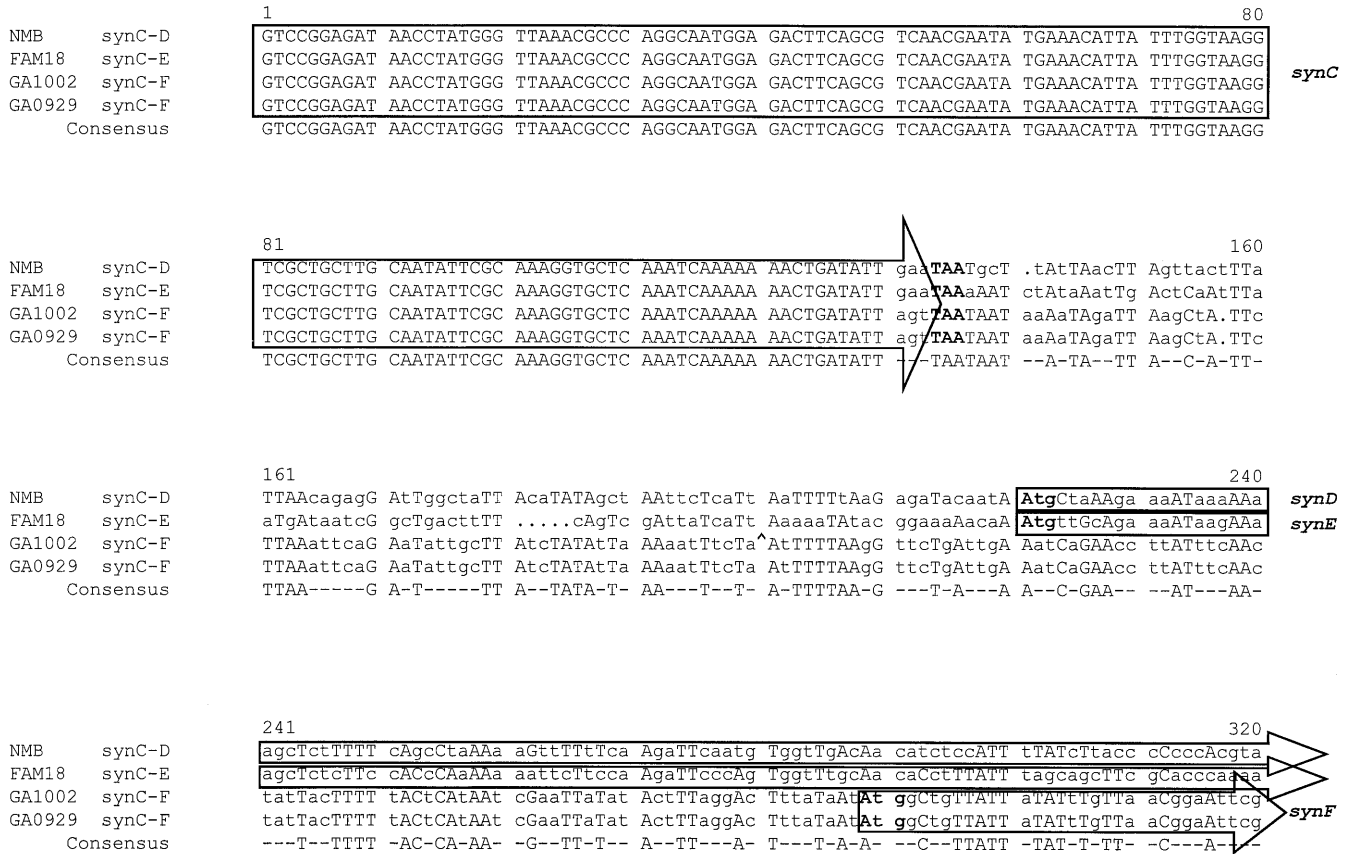 1 80
NMB synC-D GTCCGGAGAT AACCTATGGG TTAAACGCCC AGGCAATGGA GACTTCAGCG TCAACGAATA TGAAACATTA TTTGGTAAGG
FAM18 synC-E GTCCGGAGAT AACCTATGGG TTAAACGCCC AGGCAATGGA GACTTCAGCG TCAACGAATA TGAAACATTA TTTGGTAAGG synC
GA1002 synC-F GTCCGGAGAT AACCTATGGG TTAAACGCCC AGGCAATGGA GACTTCAGCG TCAACGAATA TGAAACATTA TTTGGTAAGG
GA0929 synC-F GTCCGGAGAT AACCTATGGG TTAAACGCCC AGGCAATGGA GACTTCAGCG TCAACGAATA TGAAACATTA TTTGGTAAGG
Consensus GTCCGGAGAT AACCTATGGG TTAAACGCCC AGGCAATGGA GACTTCAGCG TCAACGAATA TGAAACATTA TTTGGTAAGG
81 160
NMB synC-D TCGCTGCTTG CAATATTCGC AAAGGTGCTC AAATCAAAAA AACTGATATT gaaTAATgcT .tAtTAacTT AgttactTTa
FAM18 synC-E TCGCTGCTTG CAATATTCGC AAAGGTGCTC AAATCAAAAA AACTGATATT gaaTAAaAAT ctAtaAatTg ActCaAtTTa
GA1002 synC-F TCGCTGCTTG CAATATTCGC AAAGGTGCTC AAATCAAAAA AACTGATATT agtTAATAAT aaAaTAgaTT AagCtA.TTc
GA0929 synC-F TCGCTGCTTG CAATATTCGC AAAGGTGCTC AAATCAAAAA AACTGATATT agtTAATAAT aaAaTAgaTT AagCtA.TTc
Consensus TCGCTGCTTG CAATATTCGC AAAGGTGCTC AAATCAAAAA AACTGATATT ---TAATAAT --A-TA--TT A--C-A-TT-
161 240
NMB synC-D TTAAcagagG AtTggctaTT AcaTATAgct AAttcTcaTt AaTTTTtAaG agaTacaatA AtgCtaAAga aaATaaaAAa synD
FAM18 synC-E aTgAtaatcG gcTgacttTT .....cAgTc gAttaTcaTt AaaaaTAtac ggaaaAacaA AtgttGcAga aaATaagAAa synE
GA1002 synC-F TTAAattcaG AaTattgcTT AtcTATAtTa AAaatTtcTa^AtTTTTAAgG ttcTgAttgA AatCaGAAcc ttATttcAAc
GA0929 synC-F TTAAattcaG AaTattgcTT AtcTATAtTa AAaatTtcTa AtTTTTAAgG ttcTgAttgA AatCaGAAcc ttATttcAAc
Consensus TTAA-----G A-T-----TT A--TATA-T- AA---T--T- A-TTTTAA-G ---T-A---A A--C-GAA-- --AT---AA-
241 320
NMB synC-D agcTctTTTT cAgcCtaAAa aGttTTtTca AgaTTcaatg TggtTgAcAa catctccATT tTATcTtacc cCcccAcgta
FAM18 synC-E agcTctcTTc cACcCAaAAa aattcTtcca AgaTTcccAg TggtTTgcAa caCctTTATT tagcagcTTc gCacccaaaa
GA1002 synC-F tatTacTTTT tACtCAtAAt cGaaTTaTat ActTTaggAc TttaTaAtAt ggCtgTTATT aTATtTgTTa aCggaAttcg
GA0929 synC-F tatTacTTTT tACtCAtAAt cGaaTTaTat ActTTaggAc TttaTaAtAt ggCtgTTATT aTATtTgTTa aCggaAttcg synF
Consensus ---T--TTTT -AC-CA-AA- -G--TT-T-- A--TT---A- T---T-A-A- --C--TTATT -TAT-T-TT- -C---A----